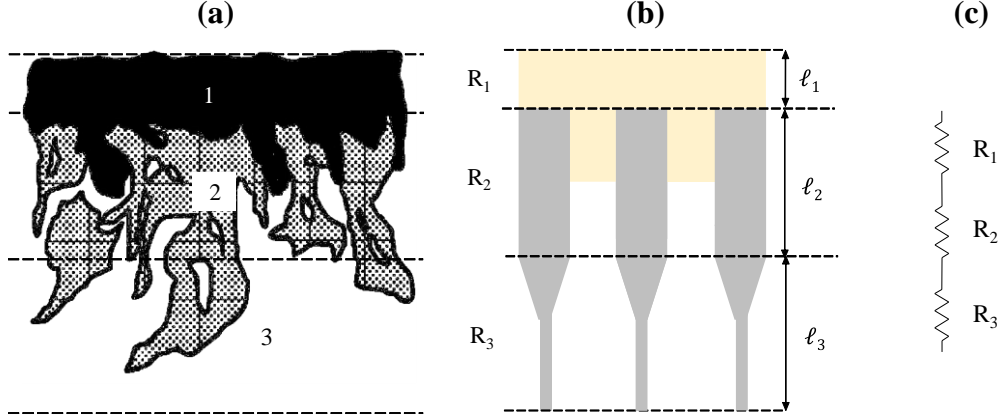 (a)
1
2
3
(b)
R₁
R₂
R₃
ℓ₁
ℓ₂
ℓ₃
(c)
R₁
R₂
R₃